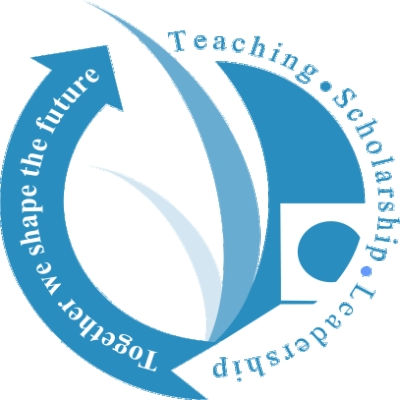 Teaching • Scholarship • Leadership
Together we shape the future